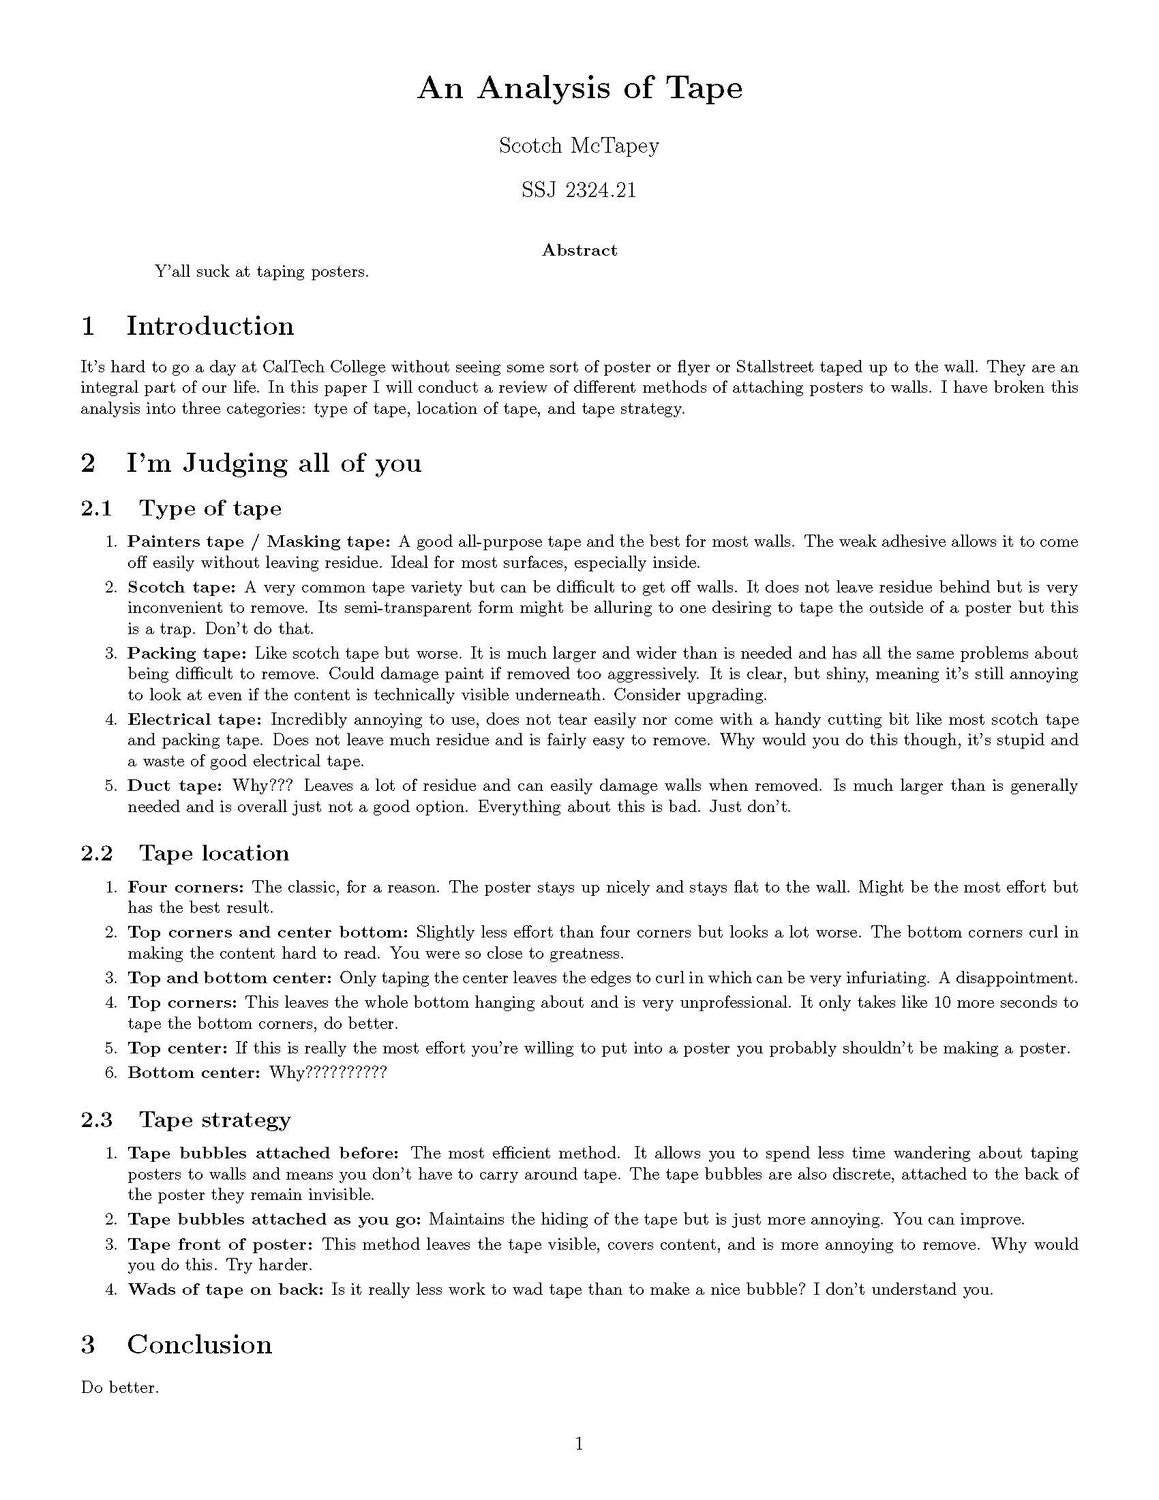 An Analysis of Tape
Scotch McTapey
SSJ 2324.21
Abstract
Y'all suck at taping posters.
1 Introduction
It's hard to go a day at CalTech College without seeing some sort of poster or flyer or Stallstreet taped up to the wall. They are an
integral part of our life. In this paper I will conduct a review of different methods of attaching posters to walls. I have broken this
analysis into three categories: type of tape, location of tape, and tape strategy.
2 I'm Judging all of you
2.1 Type of tape
1. Painters tape / Masking tape: A good all-purpose tape and the best for most walls. The weak adhesive allows it to come
off easily without leaving residue. Ideal for most surfaces, especially inside.
2. Scotch tape: A very common tape variety but can be difficult to get off walls. It does not leave residue behind but is very
inconvenient to remove. Its semi-transparent form might be alluring to one desiring to tape the outside of a poster but this
is a trap. Don't do that.
3. Packing tape: Like scotch tape but worse. It is much larger and wider than is needed and has all the same problems about
being difficult to remove. Could damage paint if removed too aggressively. It is clear, but shiny, meaning it's still annoying
to look at even if the content is technically visible underneath. Consider upgrading.
4. Electrical tape: Incredibly annoying to use, does not tear easily nor come with a handy cutting bit like most scotch tape
and packing tape. Does not leave much residue and is fairly easy to remove. Why would you do this though, it's stupid and
a waste of good electrical tape.
5. Duct tape: Why??? Leaves a lot of residue and can easily damage walls when removed. Is much larger than is generally
needed and is overall just not a good option. Everything about this is bad. Just don't.
2.2 Tape location
1. Four corners: The classic, for a reason. The poster stays up nicely and stays flat to the wall. Might be the most effort but
has the best result.
2. Top corners and center bottom: Slightly less effort than four corners but looks a lot worse. The bottom corners curl in
making the content hard to read. You were so close to greatness.
3. Top and bottom center: Only taping the center leaves the edges to curl in which can be very infuriating. A disappointment.
4. Top corners: This leaves the whole bottom hanging about and is very unprofessional. It only takes like 10 more seconds to
tape the bottom corners, do better.
5. Top center: If this is really the most effort you're willing to put into a poster you probably shouldn't be making a poster.
6. Bottom center: Why??????????
2.3 Tape strategy
1. Tape bubbles attached before: The most efficient method. It allows you to spend less time wandering about taping
posters to walls and means you don't have to carry around tape. The tape bubbles are also discrete, attached to the back of
the poster they remain invisible.
2. Tape bubbles attached as you go: Maintains the hiding of the tape but is just more annoying. You can improve.
3. Tape front of poster: This method leaves the tape visible, covers content, and is more annoying to remove. Why would
you do this. Try harder.
4. Wads of tape on back: Is it really less work to wad tape than to make a nice bubble? I don't understand you.
3 Conclusion
Do better.
1